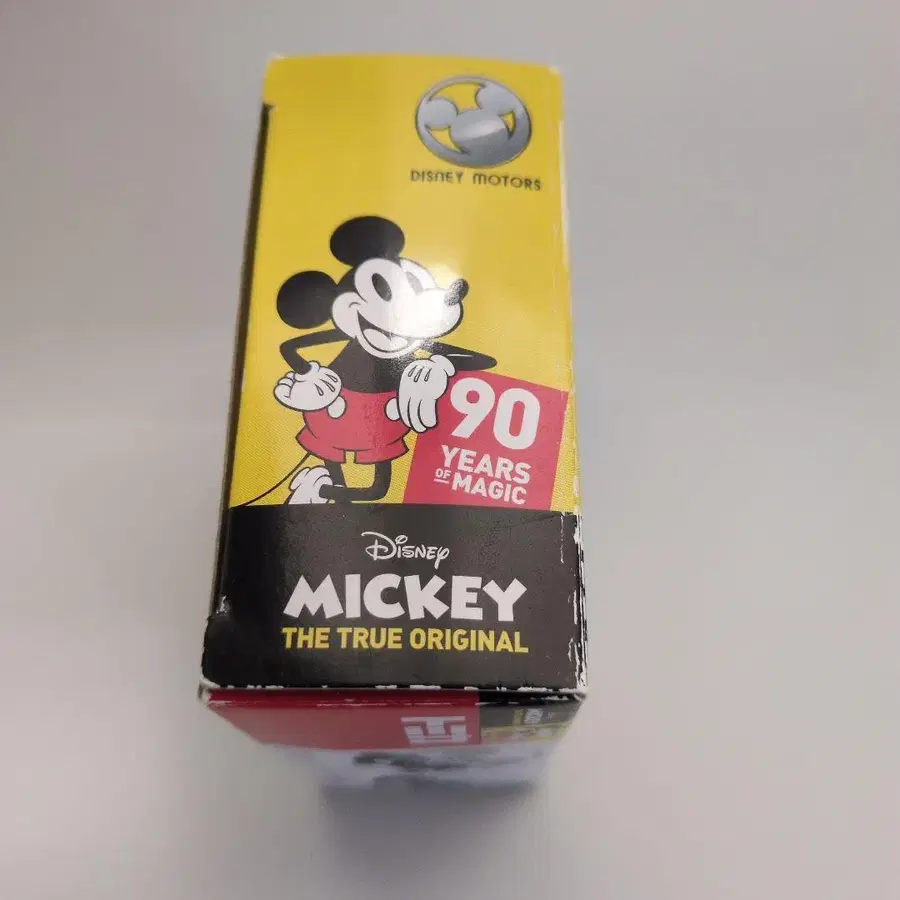 DISNEY MOTORS
90
YEARS
OF MAGIC
Disney
MICKEY
THE TRUE ORIGINAL